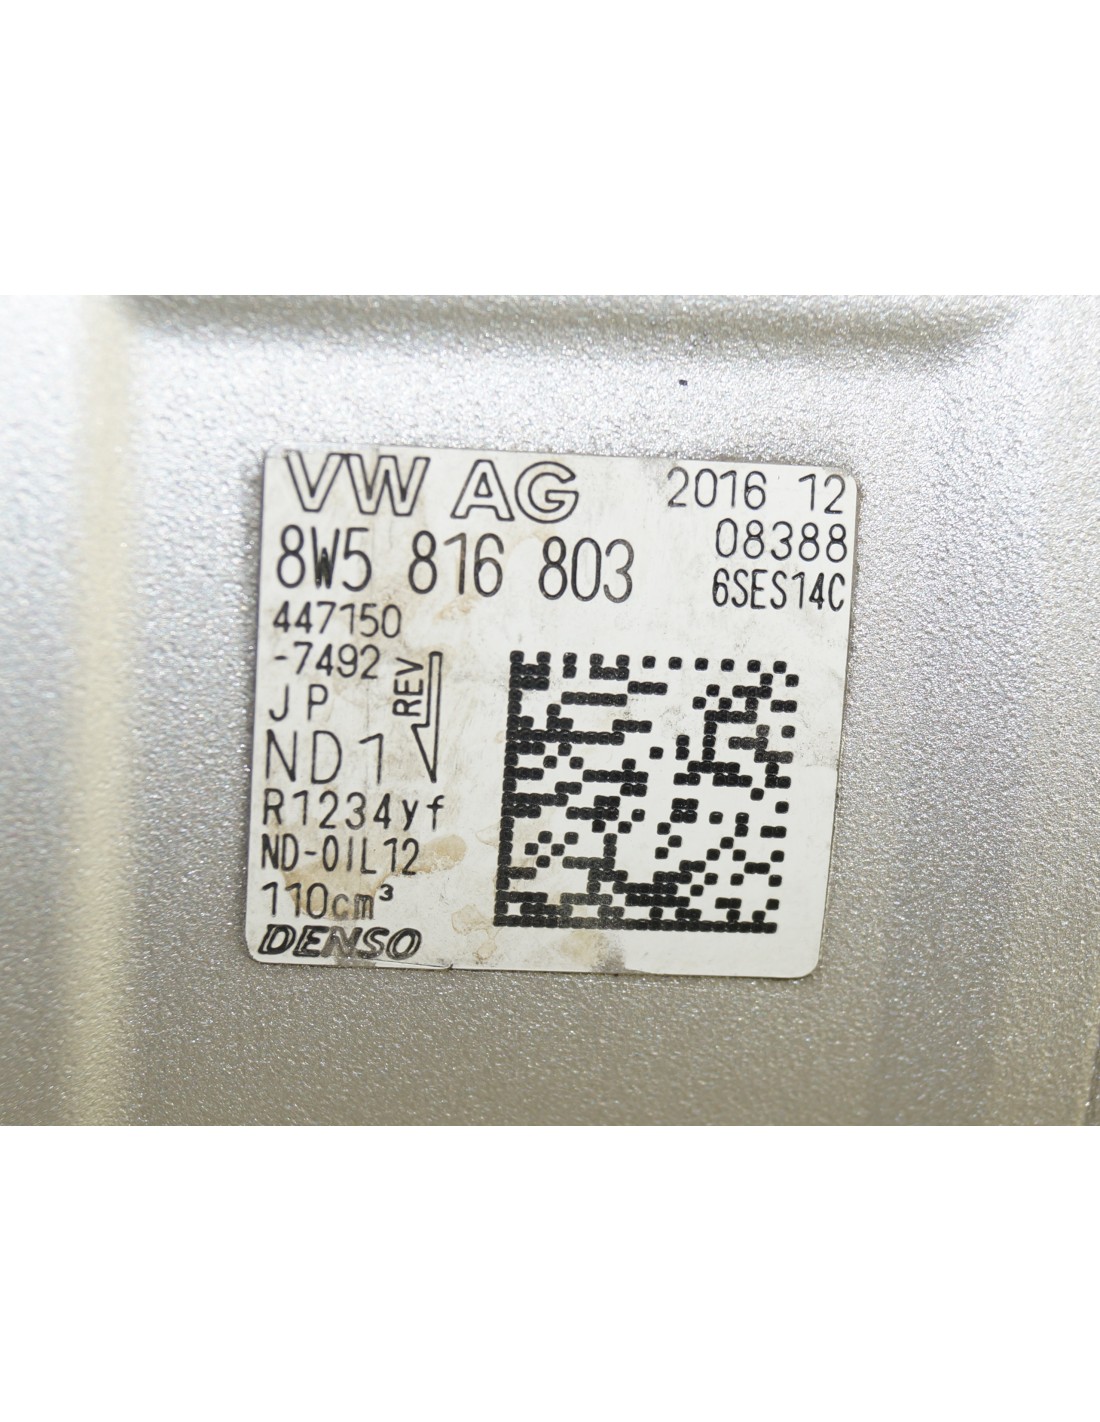 VW AG
2016 12
08388
8W5 816 803
6SES14C
447150
-7492
JP
REV
ND1
R1234yf
ND-OIL12
110cm³
DENSO